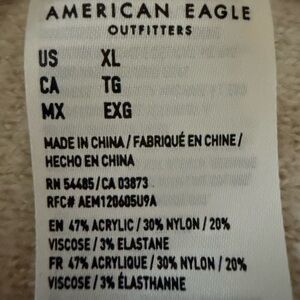 AMERICAN EAGLE
OUTFITTERS
US XL
CA TG
MX EXG
MADE IN CHINA / FABRIQUÉ EN CHINE /
HECHO EN CHINA
RN 54485 / CA 03873
RFC# AEM120605U9A
EN 47% ACRYLIC / 30% NYLON / 20%
VISCOSE / 3% ELASTANE
FR 47% ACRYLIQUE / 30% NYLON / 20%
VISCOSE / 3% ÉLASTHANNE